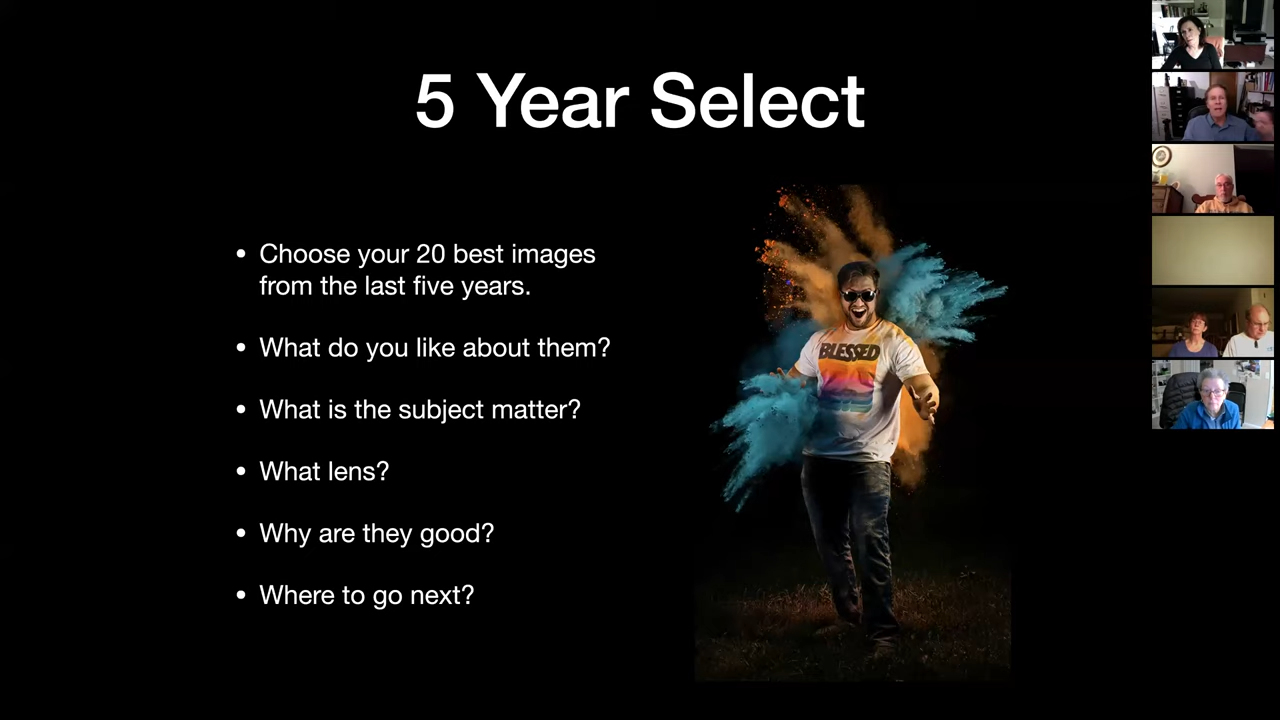 5 Year Select
• Choose your 20 best images
from the last five years.
• What do you like about them?
• What is the subject matter?
• What lens?
• Why are they good?
• Where to go next?
BLESSED